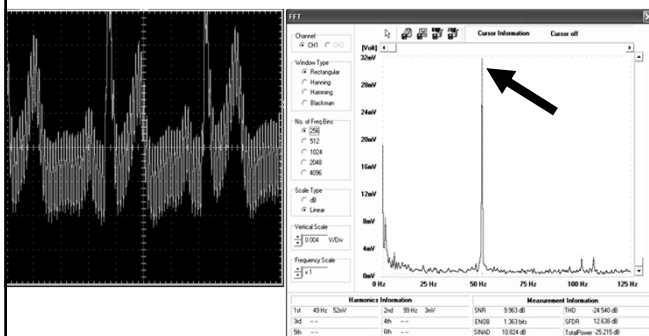 FFT
Channel
CH1 CH2
Window Type
Rectangular
Hanning
Hamming
Blackman
No. of Freq Bins
256
512
1024
2048
4096
Scale Type
dB
Linear
Vertical Scale
0.004 V/Div
Frequency Scale
x1
Cursor Information Cursor off
[Volt]
32mV
28mV
24mV
20mV
16mV
12mV
8mV
4mV
0mV
0 Hz 25 Hz 50 Hz 75 Hz 100 Hz 125 Hz
Harmonics Information Measurement Information
1st 49 Hz 52mV 2nd 99 Hz 3mV SNR 9.963 dB THD -24.540 dB
3rd -- 4th -- ENOB 1.363 bits SFDR 12.638 dB
5th -- 6th -- SINAD 10.824 dB TotalPower -25.215 dB